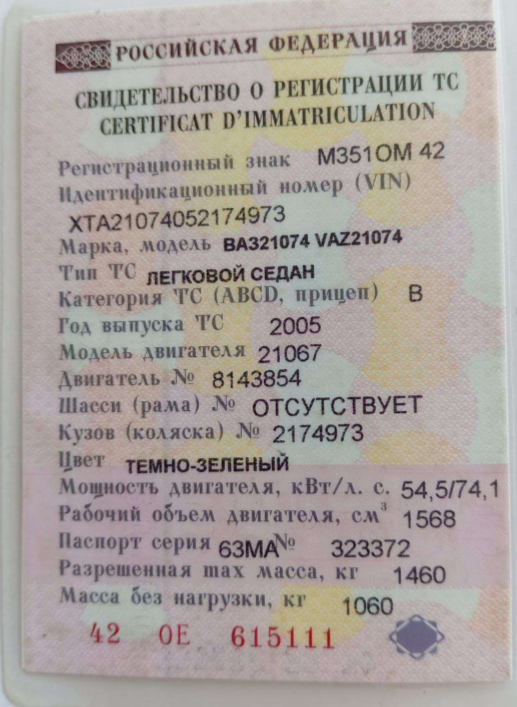 РОССИЙСКАЯ ФЕДЕРАЦИЯ
СВИДЕТЕЛЬСТВО О РЕГИСТРАЦИИ ТС
CERTIFICAT D'IMMATRICULATION
Регистрационный знак М351ОМ 42
Идентификационный номер (VIN)
XTA21074052174973
Марка, модель ВАЗ21074 VAZ21074
Тип ТС ЛЕГКОВОЙ СЕДАН
Категория ТС (ABCD, прицеп) B
Год выпуска ТС 2005
Модель двигателя 21067
Двигатель № 8143854
Шасси (рама) № ОТСУТСТВУЕТ
Кузов (коляска) № 2174973
Цвет ТЕМНО-ЗЕЛЕНЫЙ
Мощность двигателя, кВт/л. с. 54,5/74,1
Рабочий объем двигателя, см³ 1568
Паспорт серия 63МА № 323372
Разрешенная max масса, кг 1460
Масса без нагрузки, кг 1060
42 ОЕ 615111